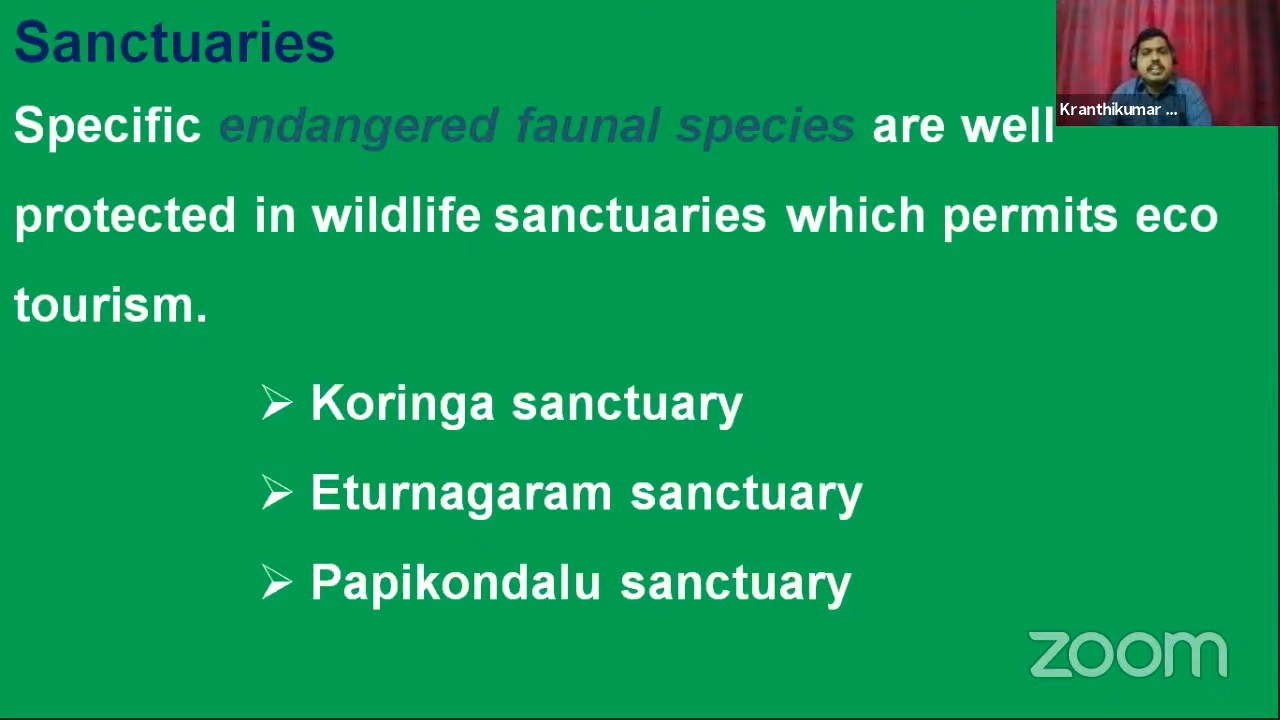 Sanctuaries
Specific endangered faunal species are well
Kranthikumar ...
protected in wildlife sanctuaries which permits eco
tourism.
➢ Koringa sanctuary
➢ Eturnagaram sanctuary
➢ Papikondalu sanctuary
zoom